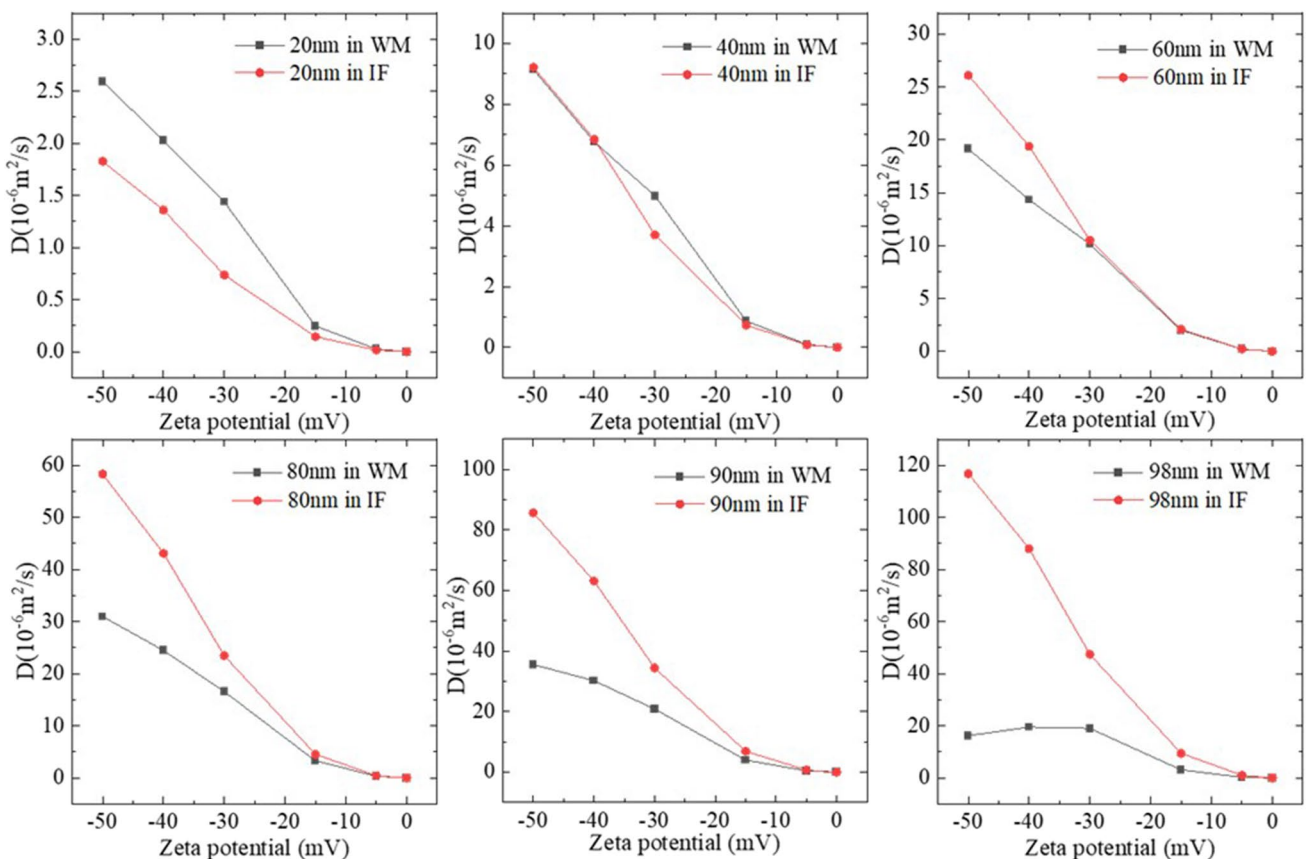 3.0
2.5
2.0
1.5
1.0
0.5
0.0
D(10⁻⁶m²/s)
20nm in WM
20nm in IF
-50 -40 -30 -20 -10 0
Zeta potential (mV)
10
8
6
4
2
0
D(10⁻⁶m²/s)
40nm in WM
40nm in IF
-50 -40 -30 -20 -10 0
Zeta potential (mV)
30
25
20
15
10
5
0
D(10⁻⁶m²/s)
60nm in WM
60nm in IF
-50 -40 -30 -20 -10 0
Zeta potential (mV)
60
50
40
30
20
10
0
D(10⁻⁶m²/s)
80nm in WM
80nm in IF
-50 -40 -30 -20 -10 0
Zeta potential (mV)
100
80
60
40
20
0
D(10⁻⁶m²/s)
90nm in WM
90nm in IF
-50 -40 -30 -20 -10 0
Zeta potential (mV)
120
100
80
60
40
20
0
D(10⁻⁶m²/s)
98nm in WM
98nm in IF
-50 -40 -30 -20 -10 0
Zeta potential (mV)